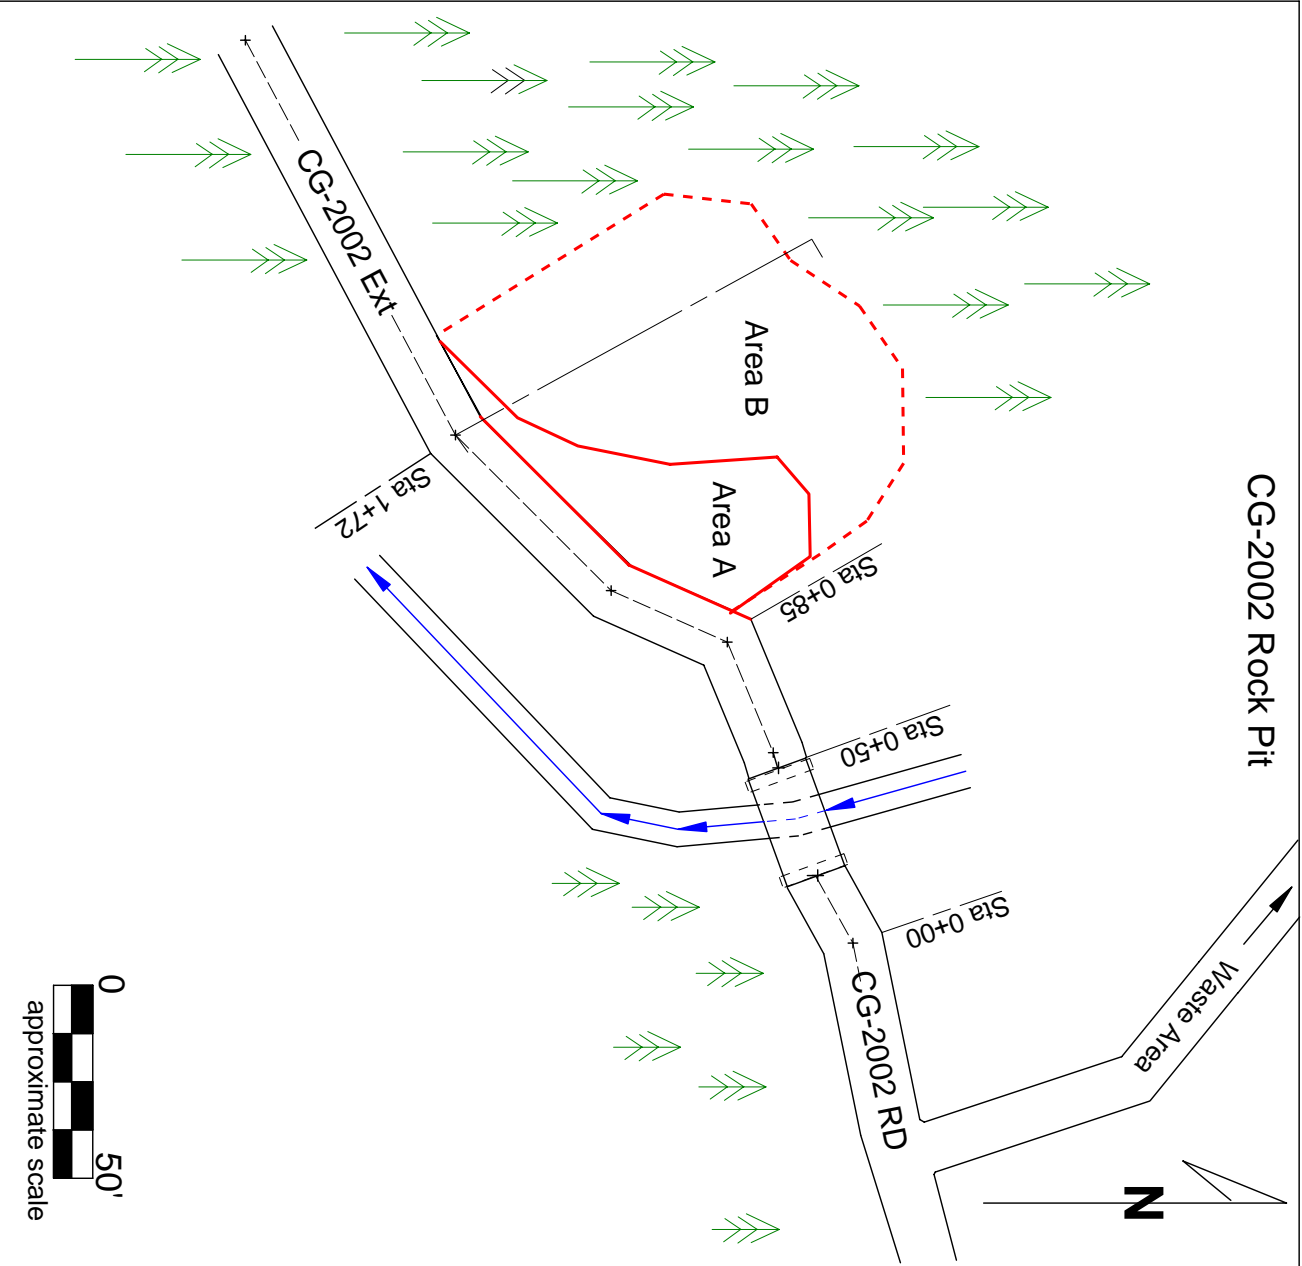 CG-2002 Rock Pit
CG-2002 Ext
Area B
Area A
Sta 1+72
Sta 0+85
Sta 0+50
Sta 0+00
CG-2002 RD
Waste Area
N
0
50'
approximate scale